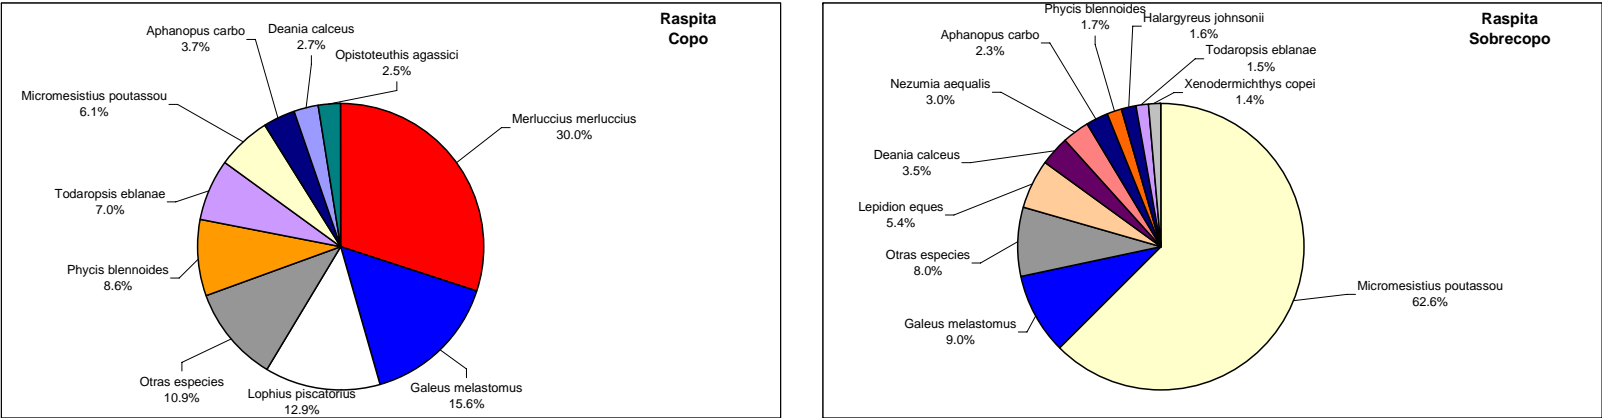 Raspita
Copo
Aphanopus carbo
3.7%
Deania calceus
2.7%
Opistoteuthis agassici
2.5%
Micromesistius poutassou
6.1%
Merluccius merluccius
30.0%
Todaropsis eblanae
7.0%
Phycis blennoides
8.6%
Otras especies
10.9%
Lophius piscatorius
12.9%
Galeus melastomus
15.6%
Raspita
Sobrecopo
Phycis blennoides
1.7%
Halargyreus johnsonii
1.6%
Aphanopus carbo
2.3%
Todaropsis eblanae
1.5%
Nezumia aequalis
3.0%
Xenodermichthys copei
1.4%
Deania calceus
3.5%
Lepidion eques
5.4%
Otras especies
8.0%
Micromesistius poutassou
62.6%
Galeus melastomus
9.0%